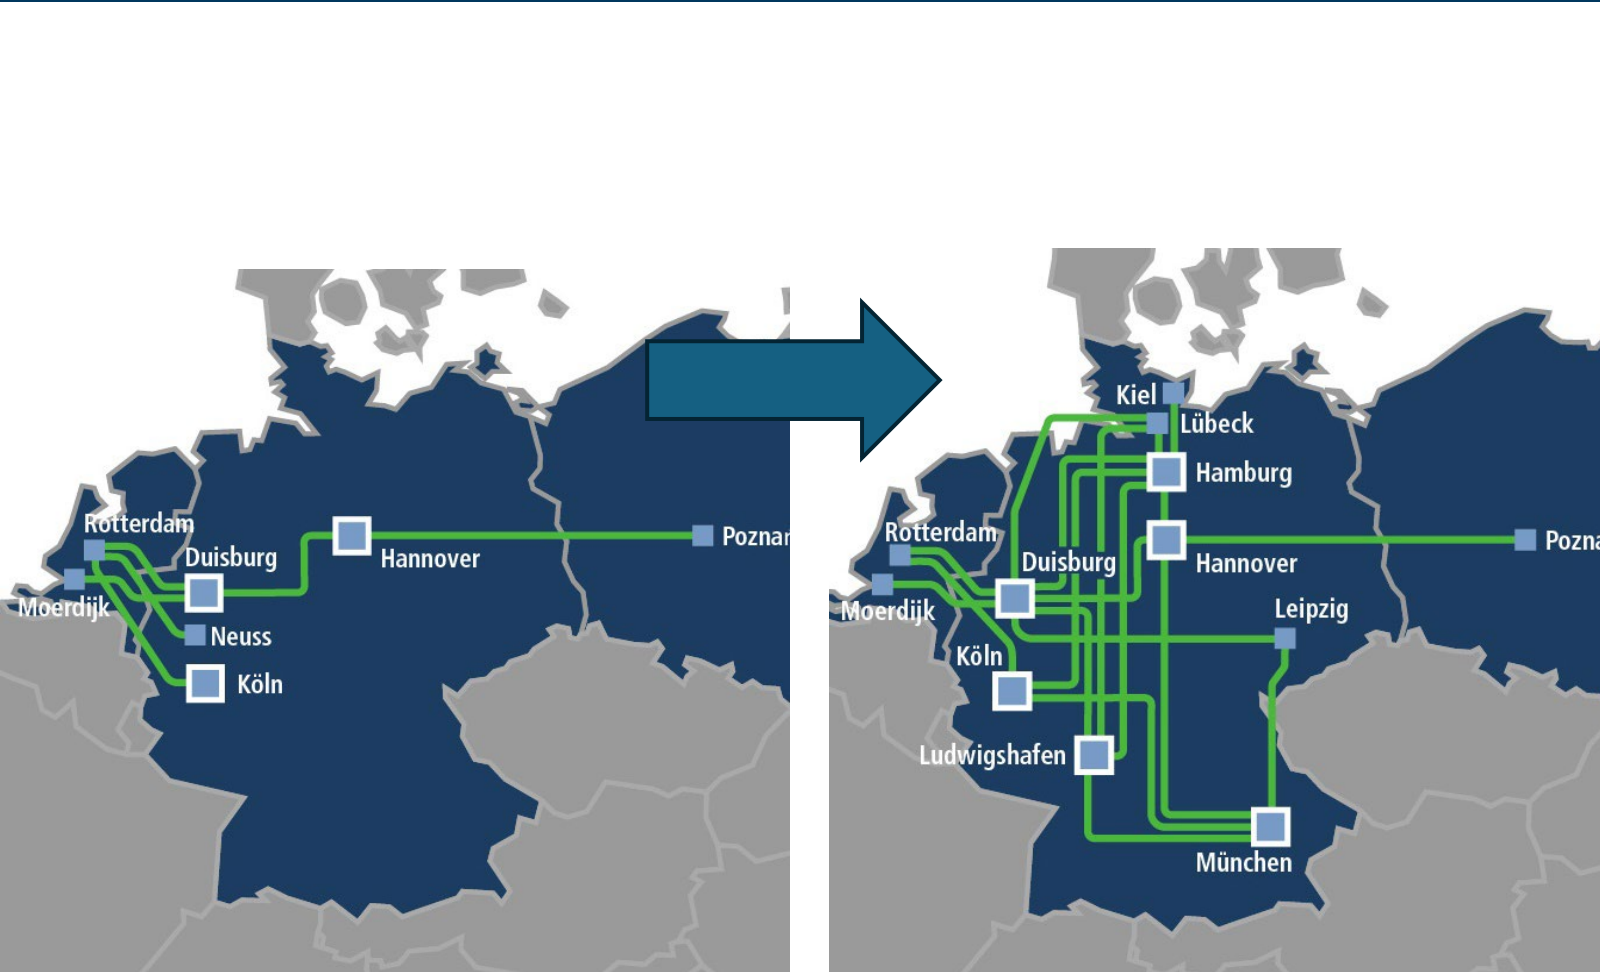 Rotterdam
Duisburg
Hannover
Poznar
Moerdijk
Neuss
Köln
Kiel
Lübeck
Hamburg
Rotterdam
Hannover
Pozna
Duisburg
Moerdijk
Leipzig
Köln
Ludwigshafen
München